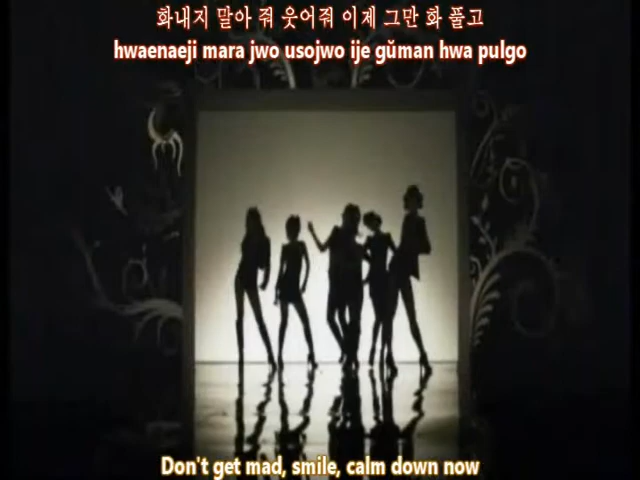 화내지 말아 줘 웃어줘 이제 그만 화 풀고
hwaenaeji mara jwo usojwo ije gŭman hwa pulgo
Don't get mad, smile, calm down now